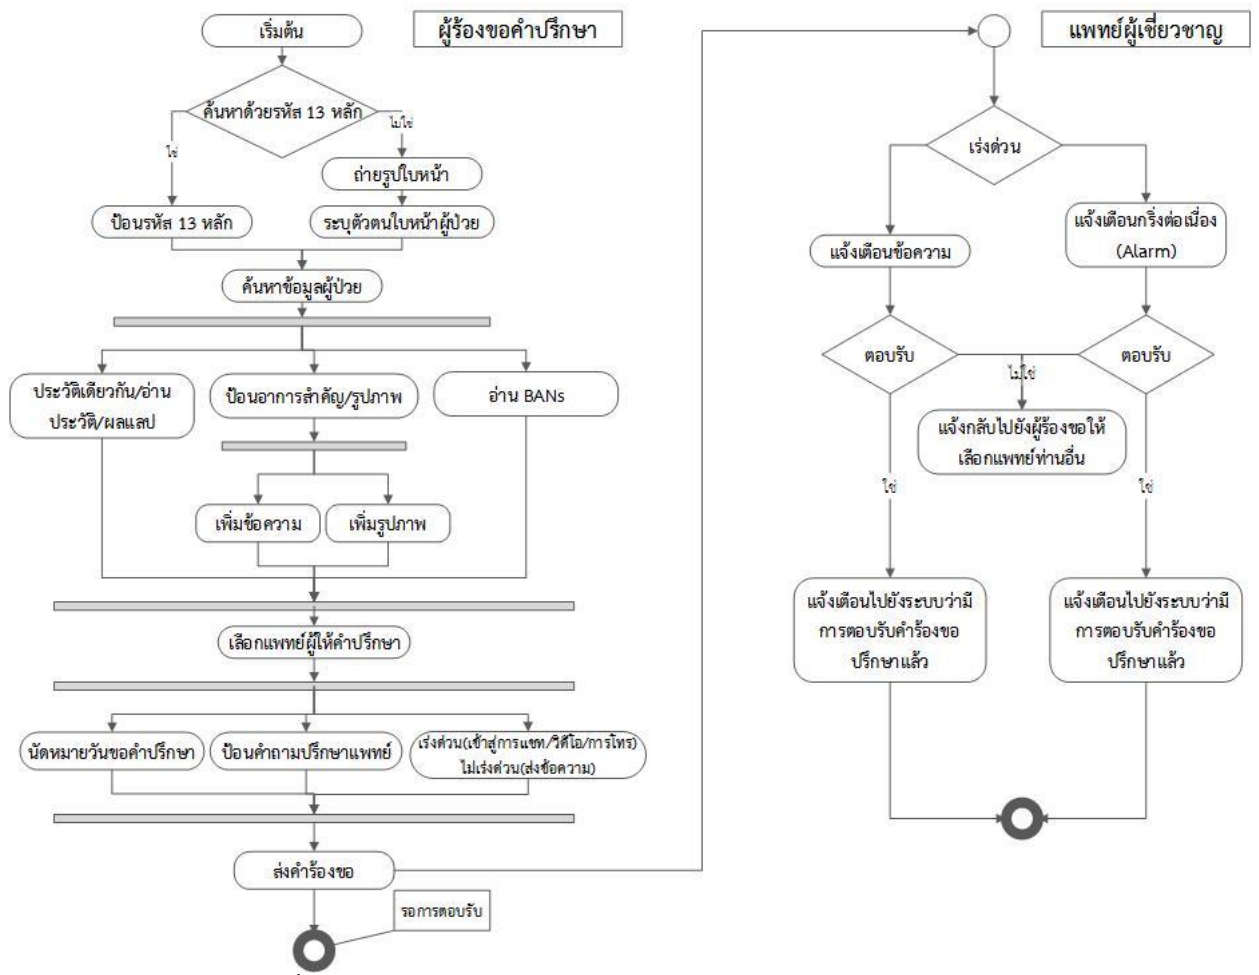 เริ่มต้น
ผู้ร้องขอคำปรึกษา
ค้นหาด้วยรหัส 13 หลัก
ใช่
ไม่ใช่
ถ่ายรูปใบหน้า
ป้อนรหัส 13 หลัก
ระบุตัวตนใบหน้าผู้ป่วย
ค้นหาข้อมูลผู้ป่วย
ประวัติเดียวกัน/อ่าน
ประวัติ/ผลแลป
ป้อนอาการสำคัญ/รูปภาพ
อ่าน BANs
เพิ่มข้อความ
เพิ่มรูปภาพ
เลือกแพทย์ผู้ให้คำปรึกษา
นัดหมายวันขอคำปรึกษา
ป้อนคำถามปรึกษาแพทย์
เร่งด่วน(เข้าสู่การแชท/วิดีโอ/การโทร)
ไม่เร่งด่วน(ส่งข้อความ)
ส่งคำร้องขอ
รอการตอบรับ
แพทย์ผู้เชี่ยวชาญ
เร่งด่วน
แจ้งเตือนข้อความ
แจ้งเตือนกริ่งต่อเนื่อง
(Alarm)
ตอบรับ
ตอบรับ
ไม่ใช่
แจ้งกลับไปยังผู้ร้องขอให้
เลือกแพทย์ท่านอื่น
ใช่
ใช่
แจ้งเตือนไปยังระบบว่ามี
การตอบรับคำร้องขอ
ปรึกษาแล้ว
แจ้งเตือนไปยังระบบว่ามี
การตอบรับคำร้องขอ
ปรึกษาแล้ว